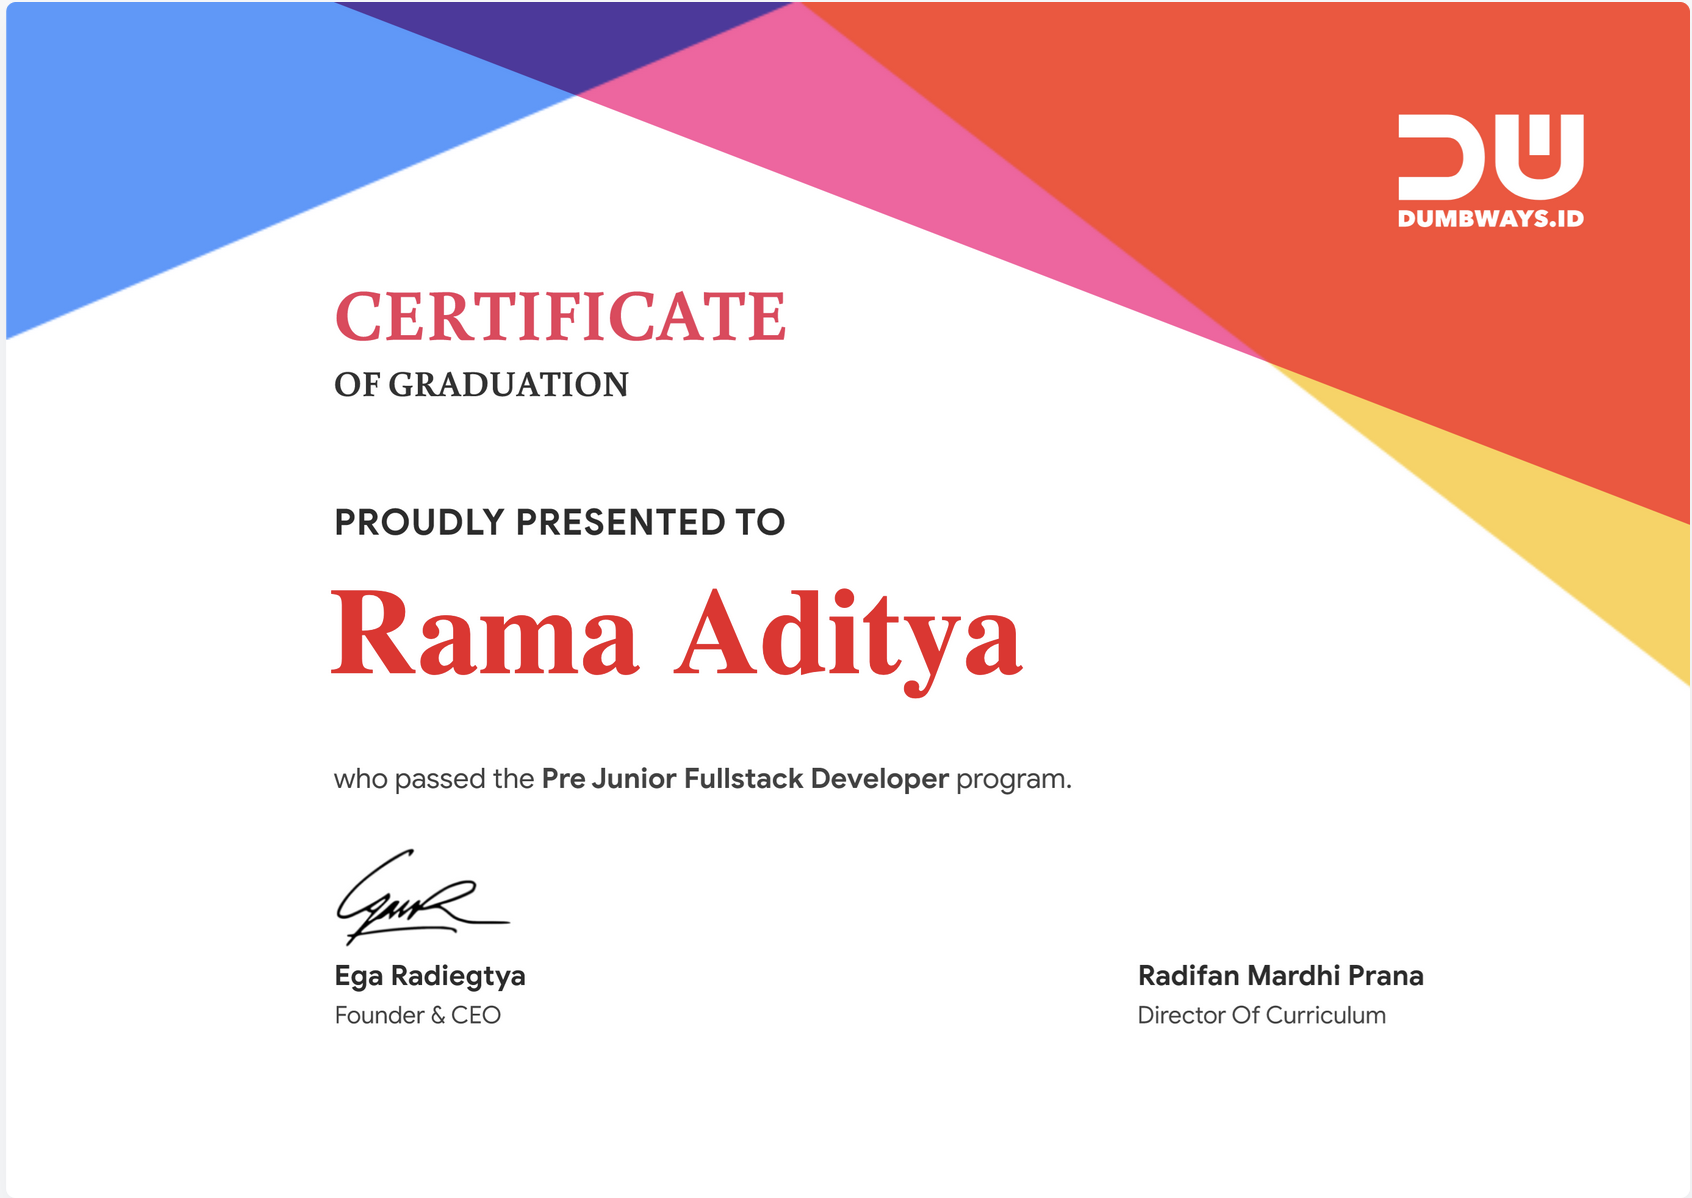 DUMBWAYS.ID
CERTIFICATE
OF GRADUATION
PROUDLY PRESENTED TO
Rama Aditya
who passed the Pre Junior Fullstack Developer program.
Ega Radiegtya
Founder & CEO
Radifan Mardhi Prana
Director Of Curriculum